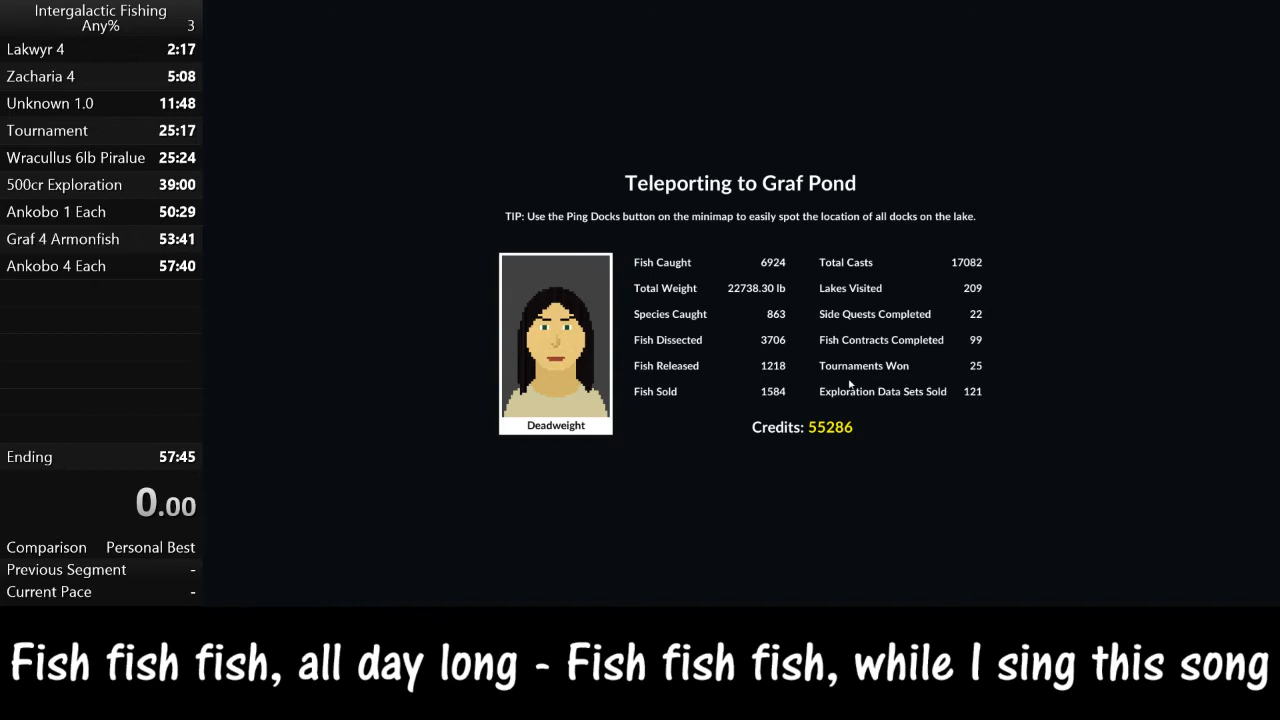 Intergalactic Fishing
Any% 3
Lakwyr 4 2:17
Zacharia 4 5:08
Unknown 1.0 11:48
Tournament 25:17
Wracullus 6lb Piralue 25:24
500cr Exploration 39:00
Ankobo 1 Each 50:29
Graf 4 Armonfish 53:41
Ankobo 4 Each 57:40
Ending 57:45
0.00
Comparison Personal Best
Previous Segment -
Current Pace -
Teleporting to Graf Pond
TIP: Use the Ping Docks button on the minimap to easily spot the location of all docks on the lake.
Fish Caught 6924 Total Casts 17082
Total Weight 22738.30 lb Lakes Visited 209
Species Caught 863 Side Quests Completed 22
Fish Dissected 3706 Fish Contracts Completed 99
Fish Released 1218 Tournaments Won 25
Fish Sold 1584 Exploration Data Sets Sold 121
Deadweight
Credits: 55286
Fish fish fish, all day long - Fish fish fish, while I sing this song